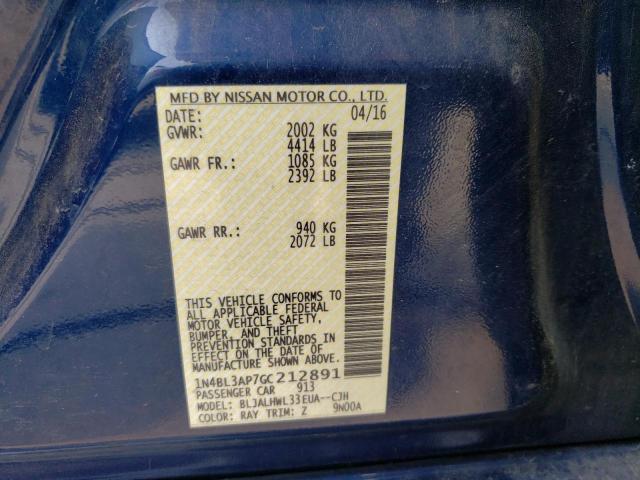 MFD BY NISSAN MOTOR CO., LTD.
DATE: 04/16
GVWR: 2002 KG
4414 LB
GAWR FR.: 1085 KG
2392 LB
GAWR RR.: 940 KG
2072 LB
THIS VEHICLE CONFORMS TO
ALL APPLICABLE FEDERAL
MOTOR VEHICLE SAFETY,
BUMPER, AND THEFT
PREVENTION STANDARDS IN
EFFECT ON THE DATE OF
MANUFACTURE SHOWN ABOVE.
1N4BL3AP7GC212891
PASSENGER CAR 913
MODEL: BLJALHWL33EUA--CJH
COLOR: RAY TRIM: Z 9N00A